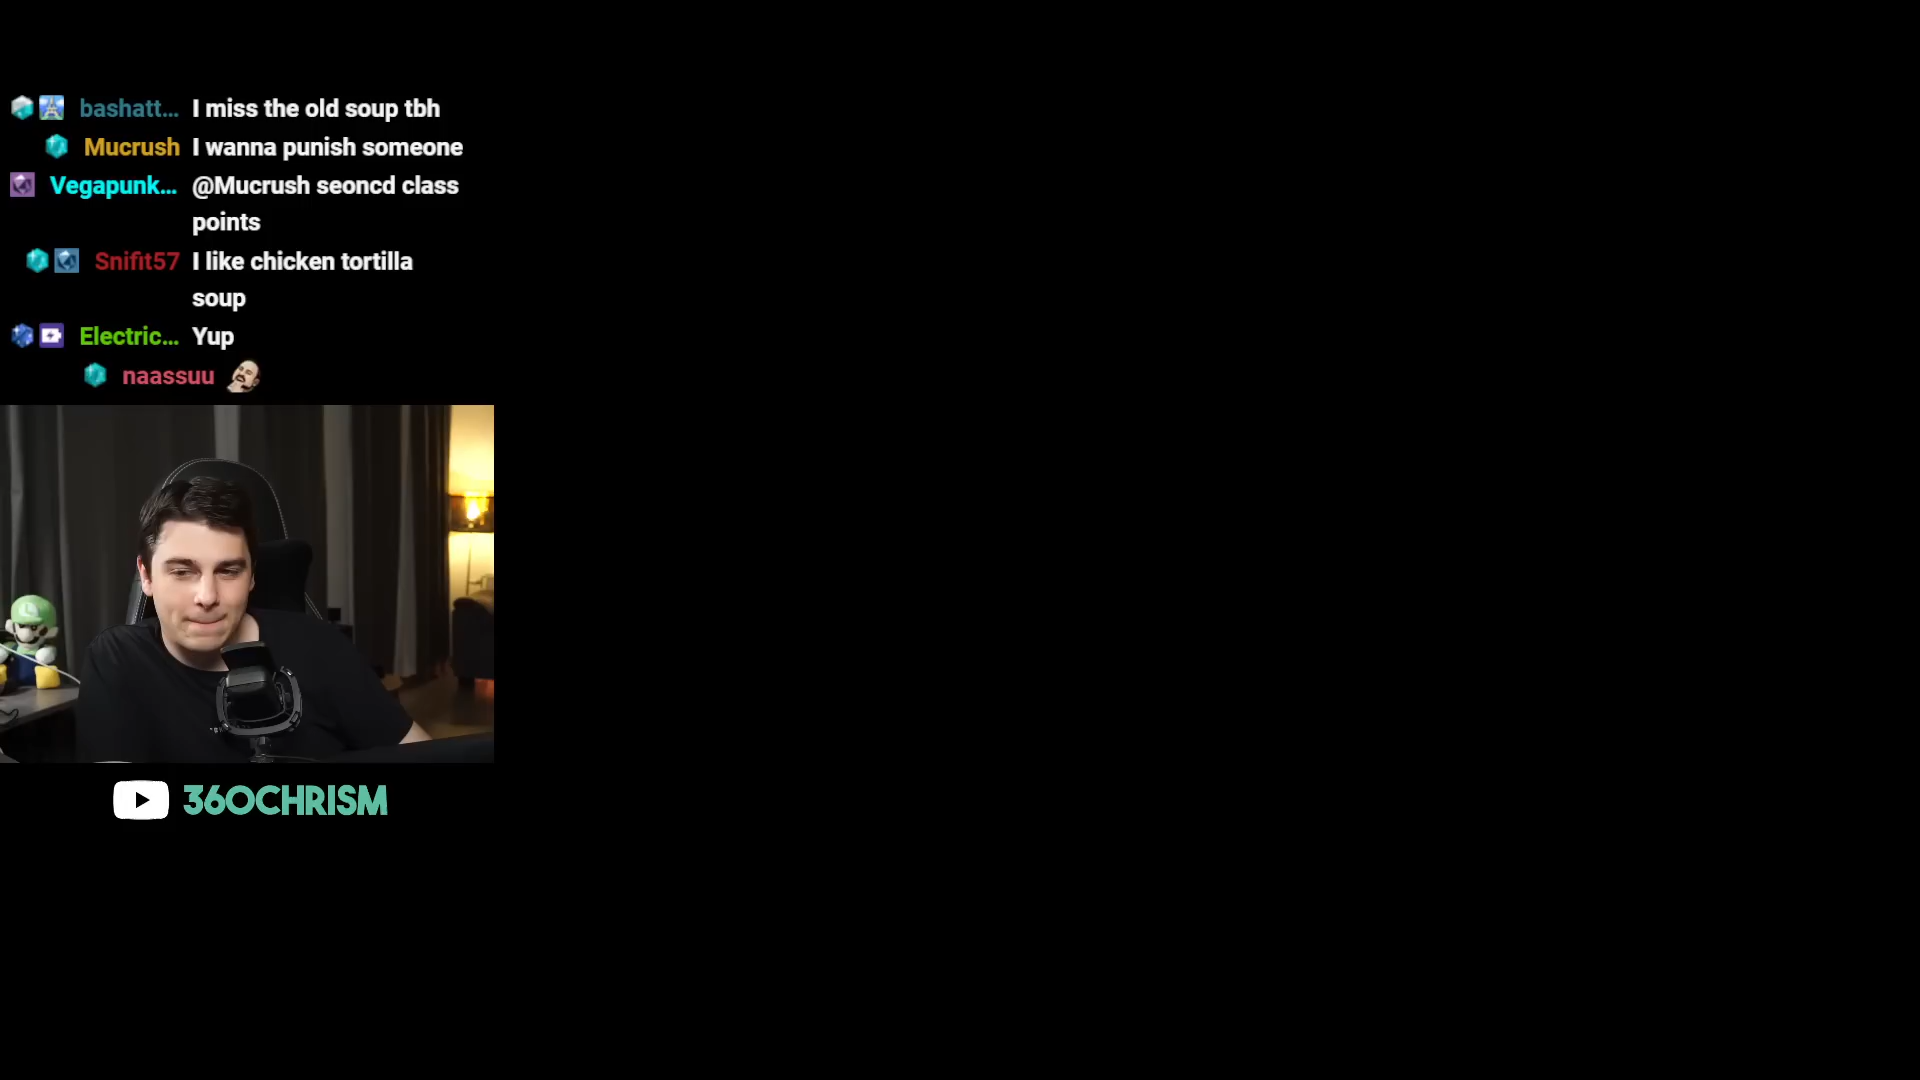 bashatt... I miss the old soup tbh
Mucrush I wanna punish someone
Vegapunk... @Mucrush seoncd class
points
Snifit57 I like chicken tortilla
soup
Electric... Yup
naassuu
360CHRISM